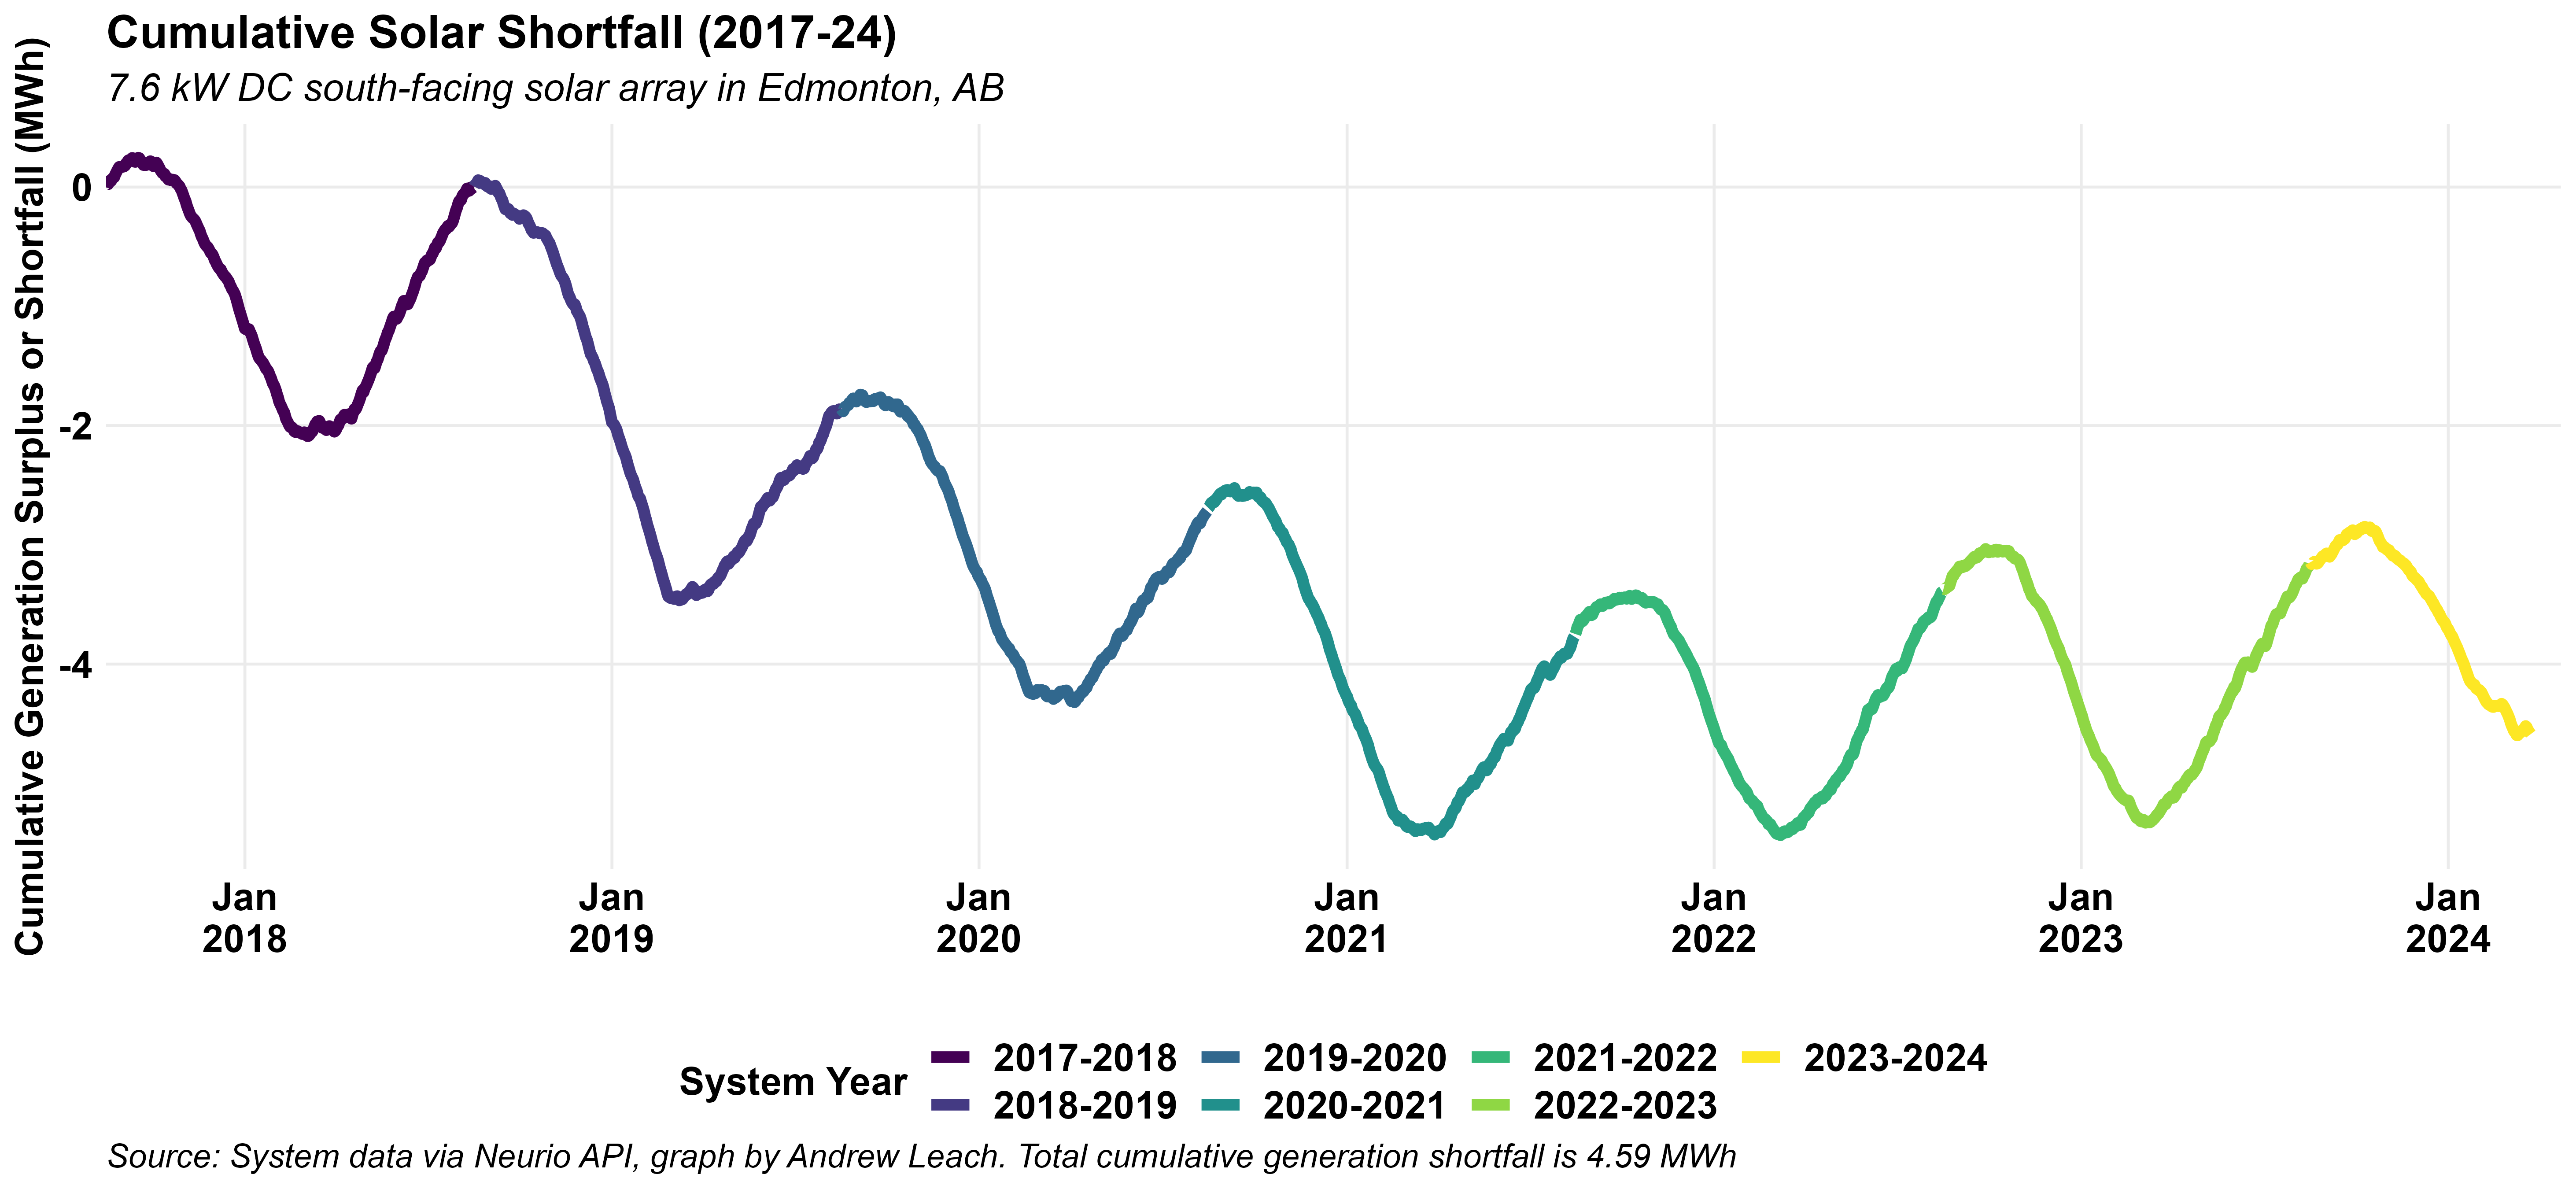 Cumulative Solar Shortfall (2017-24)
7.6 kW DC south-facing solar array in Edmonton, AB
Cumulative Generation Surplus or Shortfall (MWh)
0
-2
-4
Jan
2018
Jan
2019
Jan
2020
Jan
2021
Jan
2022
Jan
2023
Jan
2024
System Year
2017-2018
2019-2020
2021-2022
2023-2024
2018-2019
2020-2021
2022-2023
Source: System data via Neurio API, graph by Andrew Leach. Total cumulative generation shortfall is 4.59 MWh